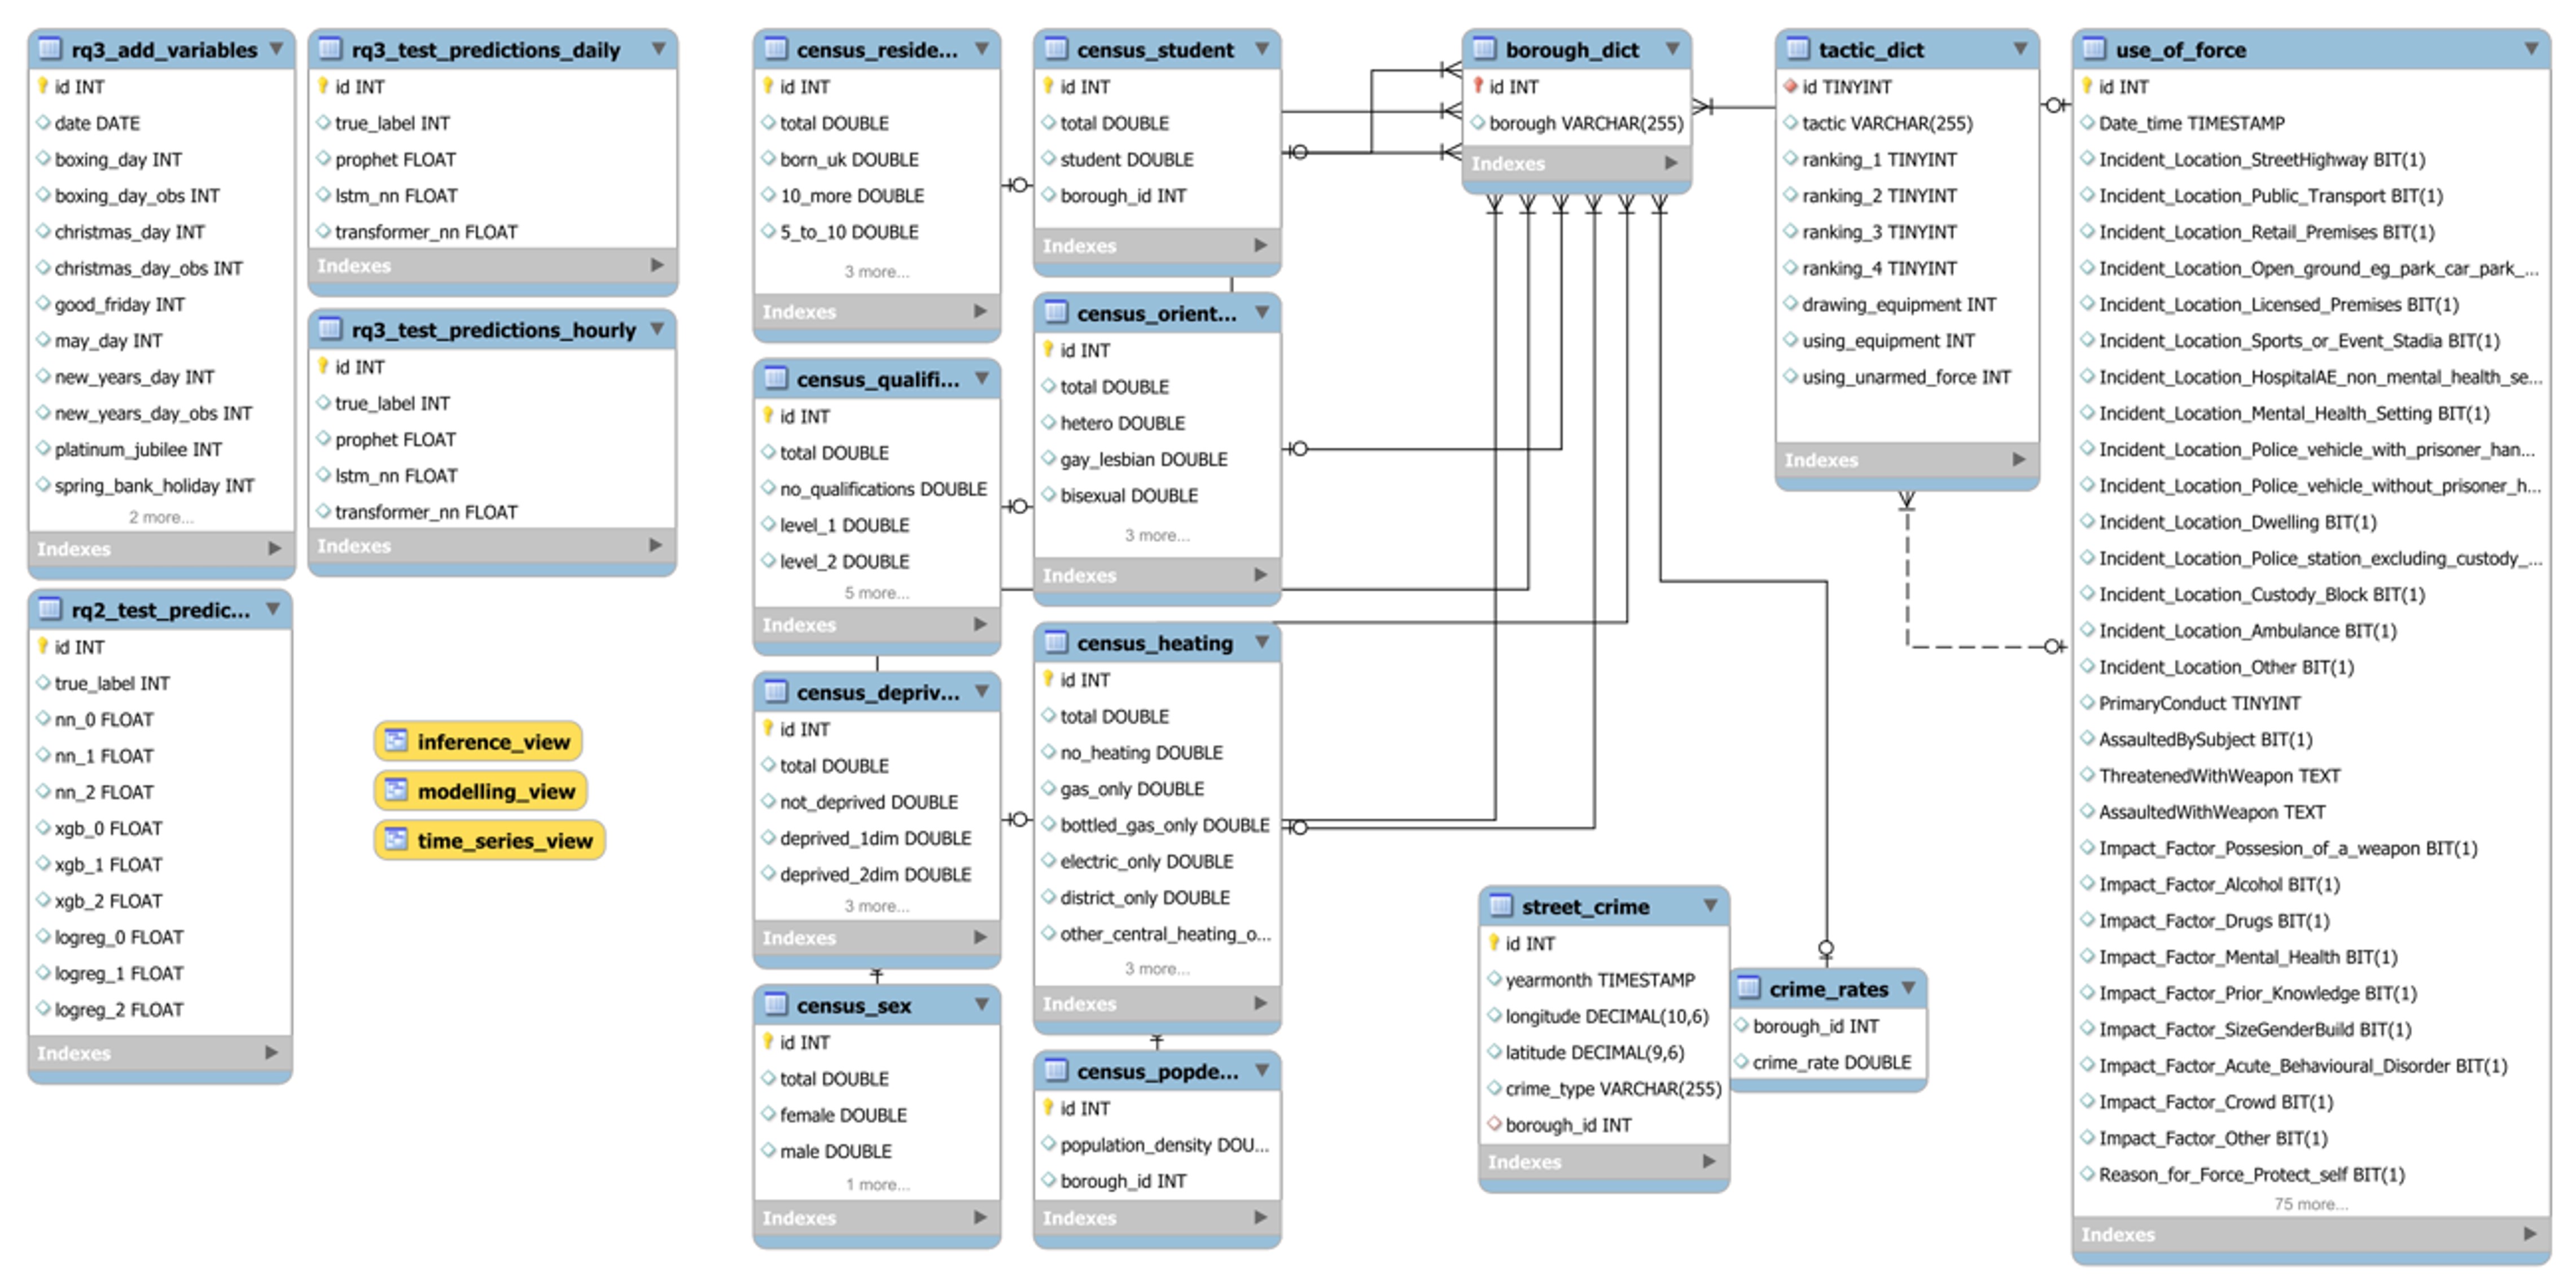 rq3_add_variables
id INT
date DATE
boxing_day INT
boxing_day_obs INT
christmas_day INT
christmas_day_obs INT
good_friday INT
may_day INT
new_years_day INT
new_years_day_obs INT
platinum_jubilee INT
spring_bank_holiday INT
2 more...
Indexes
rq3_test_predictions_daily
id INT
true_label INT
prophet FLOAT
lstm_nn FLOAT
transformer_nn FLOAT
Indexes
rq3_test_predictions_hourly
id INT
true_label INT
prophet FLOAT
lstm_nn FLOAT
transformer_nn FLOAT
Indexes
rq2_test_predic...
id INT
true_label INT
nn_0 FLOAT
nn_1 FLOAT
nn_2 FLOAT
xgb_0 FLOAT
xgb_1 FLOAT
xgb_2 FLOAT
logreg_0 FLOAT
logreg_1 FLOAT
logreg_2 FLOAT
Indexes
inference_view
modelling_view
time_series_view
census_reside...
id INT
total DOUBLE
born_uk DOUBLE
10_more DOUBLE
5_to_10 DOUBLE
3 more...
Indexes
census_qualifi...
id INT
total DOUBLE
no_qualifications DOUBLE
level_1 DOUBLE
level_2 DOUBLE
5 more...
Indexes
census_depriv...
id INT
total DOUBLE
not_deprived DOUBLE
deprived_1dim DOUBLE
deprived_2dim DOUBLE
3 more...
Indexes
census_sex
id INT
total DOUBLE
female DOUBLE
male DOUBLE
1 more...
Indexes
census_student
id INT
total DOUBLE
student DOUBLE
borough_id INT
Indexes
census_orient...
id INT
total DOUBLE
hetero DOUBLE
gay_lesbian DOUBLE
bisexual DOUBLE
3 more...
Indexes
census_heating
id INT
total DOUBLE
no_heating DOUBLE
gas_only DOUBLE
bottled_gas_only DOUBLE
electric_only DOUBLE
district_only DOUBLE
other_central_heating_o...
3 more...
Indexes
census_popde...
id INT
population_density DOU...
borough_id INT
Indexes
borough_dict
id INT
borough VARCHAR(255)
Indexes
street_crime
id INT
yearmonth TIMESTAMP
longitude DECIMAL(10,6)
latitude DECIMAL(9,6)
crime_type VARCHAR(255)
borough_id INT
Indexes
crime_rates
borough_id INT
crime_rate DOUBLE
tactic_dict
id TINYINT
tactic VARCHAR(255)
ranking_1 TINYINT
ranking_2 TINYINT
ranking_3 TINYINT
ranking_4 TINYINT
drawing_equipment INT
using_equipment INT
using_unarmed_force INT
Indexes
use_of_force
id INT
Date_time TIMESTAMP
Incident_Location_StreetHighway BIT(1)
Incident_Location_Public_Transport BIT(1)
Incident_Location_Retail_Premises BIT(1)
Incident_Location_Open_ground_eg_park_car_park_...
Incident_Location_Licensed_Premises BIT(1)
Incident_Location_Sports_or_Event_Stadia BIT(1)
Incident_Location_HospitalAE_non_mental_health_se...
Incident_Location_Mental_Health_Setting BIT(1)
Incident_Location_Police_vehicle_with_prisoner_han...
Incident_Location_Police_vehicle_without_prisoner_h...
Incident_Location_Dwelling BIT(1)
Incident_Location_Police_station_excluding_custody_...
Incident_Location_Custody_Block BIT(1)
Incident_Location_Ambulance BIT(1)
Incident_Location_Other BIT(1)
PrimaryConduct TINYINT
AssaultedBySubject BIT(1)
ThreatenedWithWeapon TEXT
AssaultedWithWeapon TEXT
Impact_Factor_Possesion_of_a_weapon BIT(1)
Impact_Factor_Alcohol BIT(1)
Impact_Factor_Drugs BIT(1)
Impact_Factor_Mental_Health BIT(1)
Impact_Factor_Prior_Knowledge BIT(1)
Impact_Factor_SizeGenderBuild BIT(1)
Impact_Factor_Acute_Behavioural_Disorder BIT(1)
Impact_Factor_Crowd BIT(1)
Impact_Factor_Other BIT(1)
Reason_for_Force_Protect_self BIT(1)
75 more...
Indexes